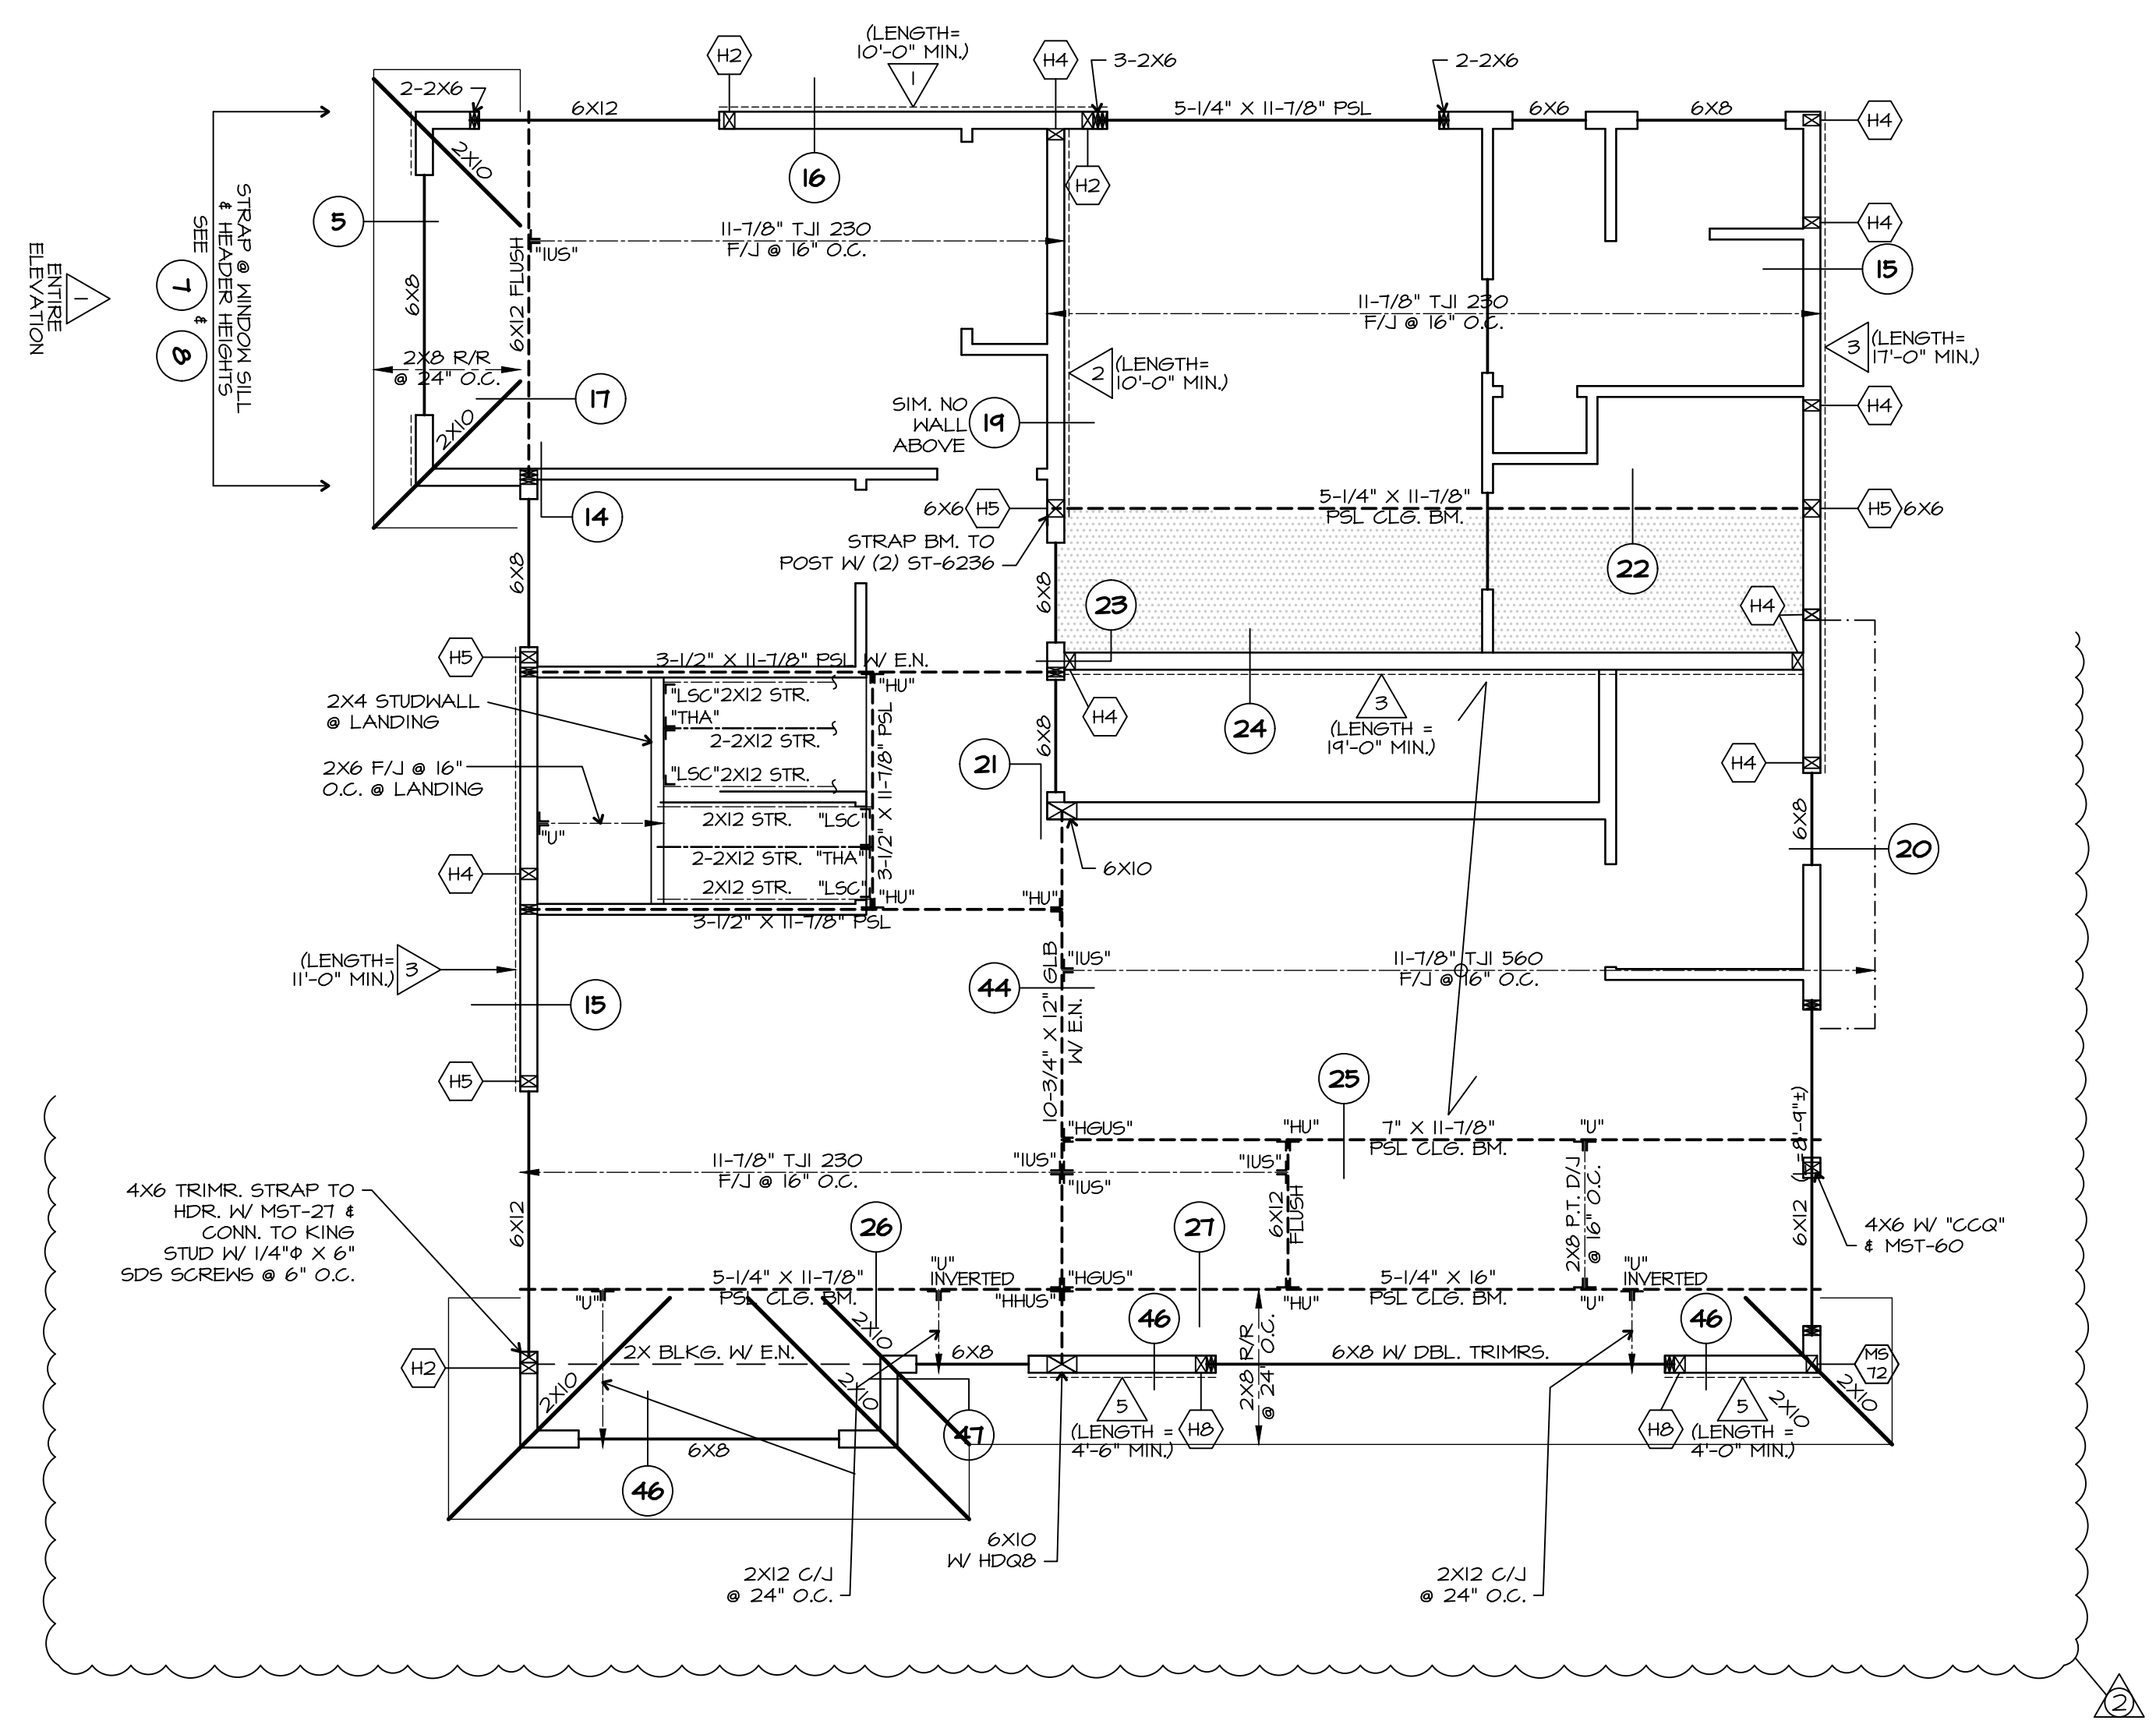 (LENGTH=
10'-0" MIN.)
1
H2
H4
3-2X6
2-2X6
2-2X6
6X12
5-1/4" X 11-7/8" PSL
6X6
6X8
H4
2X10
16
H2
5
H4
STRAP @ WINDOW SILL
& HEADER HEIGHTS
SEE
7
&
8
ENTIRE
ELEVATION
1
6X8
6X12 FLUSH
"IUS"
11-7/8" TJI 230
F/J @ 16" O.C.
15
11-7/8" TJI 230
F/J @ 16" O.C.
2X8 R/R
@ 24" O.C.
17
2X10
2
(LENGTH=
10'-0" MIN.)
3
(LENGTH=
17'-0" MIN.)
SIM. NO
WALL
ABOVE
19
H4
14
6X6
H5
5-1/4" X 11-7/8"
PSL CLG. BM.
H5
6X6
STRAP BM. TO
POST W/ (2) ST-6236
6X8
6X8
22
23
H4
H5
3-1/2" X 11-7/8" PSL W/ E.N.
"LSC"
2X12 STR.
"HU"
2X4 STUDWALL
@ LANDING
"THA"
2-2X12 STR.
3-1/2" X 11-7/8" PSL
H4
6X8
24
3
(LENGTH =
19'-0" MIN.)
2X6 F/J @ 16"
O.C. @ LANDING
"LSC"
2X12 STR.
21
H4
"U"
2X12 STR.
"LSC"
6X8
20
2-2X12 STR.
"THA"
6X10
H4
2X12 STR.
"LSC"
"HU"
"HU"
3-1/2" X 11-7/8" PSL
(LENGTH=
11'-0" MIN.)
3
"IUS"
11-7/8" TJI 560
F/J @ 16" O.C.
15
44
10-3/4" X 12" GLB
W/ E.N.
H5
25
(L=8'-9"±)
"HGUS"
"HU"
7" X 11-7/8"
PSL CLG. BM.
"U"
11-7/8" TJI 230
F/J @ 16" O.C.
"IUS"
"IUS"
"IUS"
4X6 TRIMR. STRAP TO
HDR. W/ MST-27 &
CONN. TO KING
STUD W/ 1/4"Φ X 6"
SDS SCREWS @ 6" O.C.
6X12
26
27
6X12
FLUSH
2X8 P.T. D/J
@ 16" O.C.
6X12
4X6 W/ "CCQ"
& MST-60
"U"
INVERTED
"HGUS"
"U"
INVERTED
"U"
5-1/4" X 11-7/8"
PSL CLG. BM.
"HHUS"
"HU"
5-1/4" X 16"
PSL CLG. BM.
"U"
46
46
2X10
2X BLKG. W/ E.N.
6X8
2X8 R/R
@ 24" O.C.
6X8 W/ DBL. TRIMRS.
H2
MS
72
2X10
2X10
5
(LENGTH =
4'-6" MIN.)
H8
H8
5
(LENGTH =
4'-0" MIN.)
2X10
2X10
47
6X8
46
6X10
W/ HDQ8
2X12 C/J
@ 24" O.C.
2X12 C/J
@ 24" O.C.
2